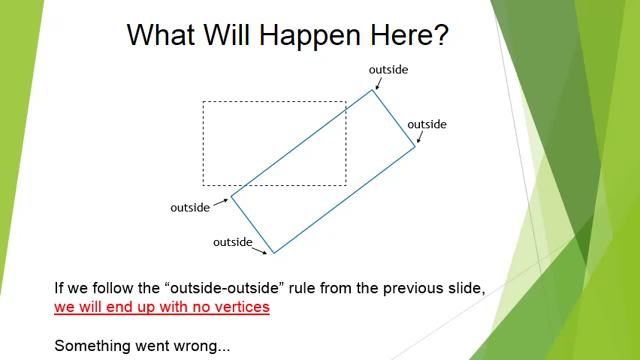 What Will Happen Here?
outside
outside
outside
outside
If we follow the “outside-outside” rule from the previous slide,
we will end up with no vertices
Something went wrong...